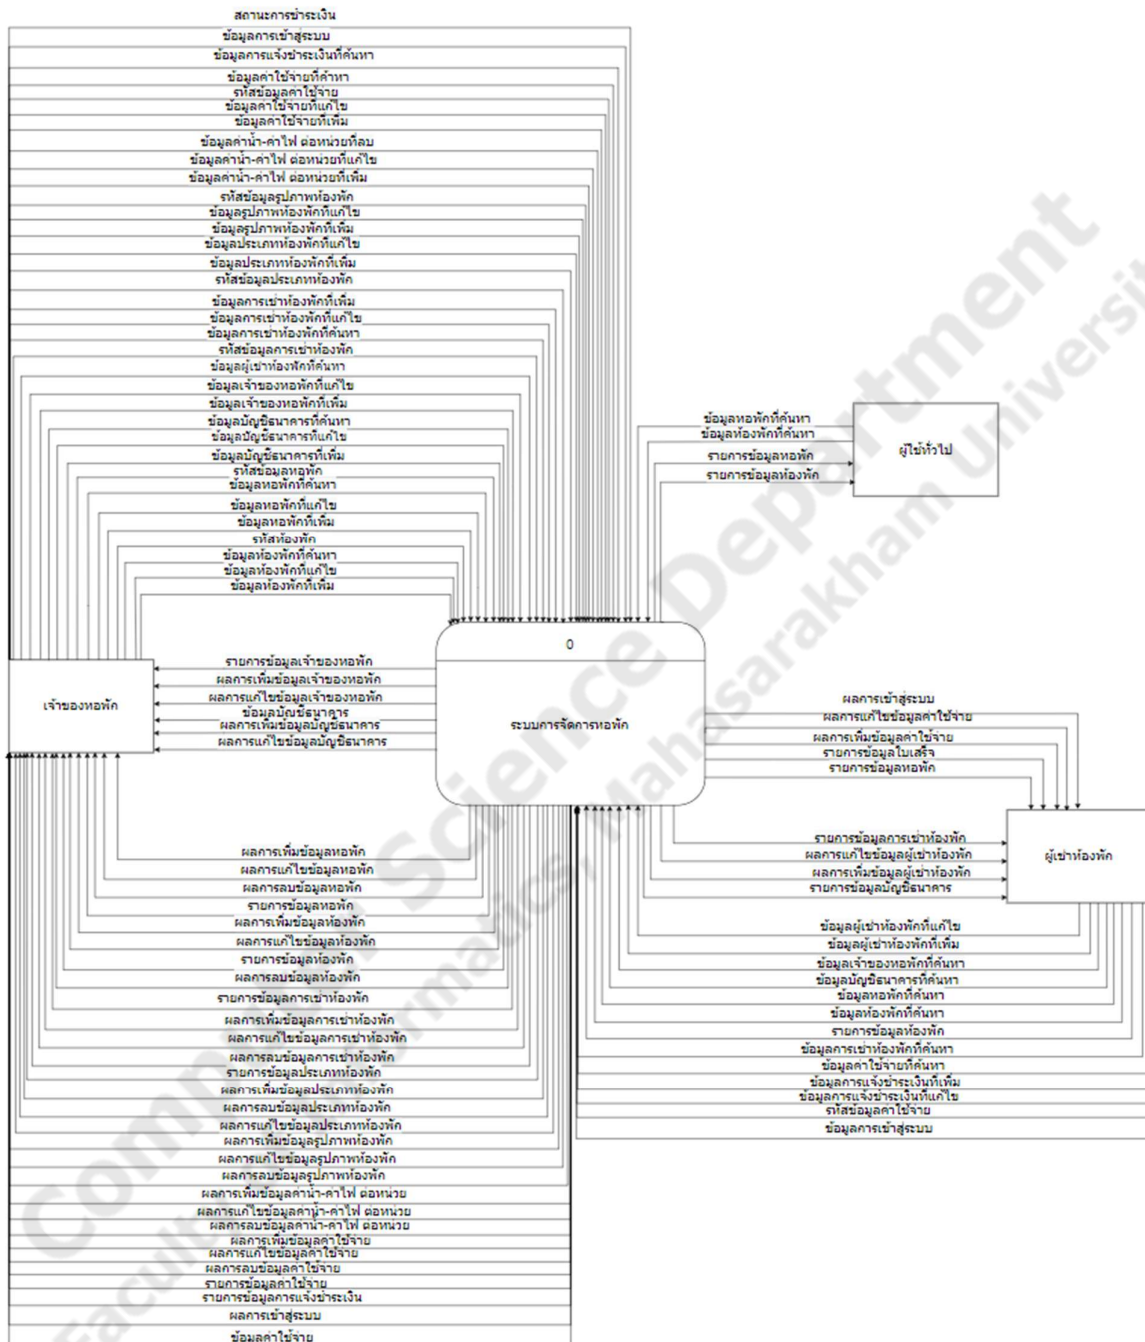 สถานะการชำระเงิน
ข้อมูลการเข้าสู่ระบบ
ข้อมูลการแจ้งชำระเงินที่ค้นหา
ข้อมูลค่าใช้จ่ายที่ค้าหา
รหัสข้อมูลค่าใช้จ่าย
ข้อมูลค่าใช้จ่ายที่แก้ไข
ข้อมูลค่าใช้จ่ายที่เพิ่ม
ข้อมูลค่าน้ำ-ค่าไฟ ต่อหน่วยที่ลบ
ข้อมูลค่าน้ำ-ค่าไฟ ต่อหน่วยที่แก้ไข
ข้อมูลค่าน้ำ-ค่าไฟ ต่อหน่วยที่เพิ่ม
รหัสข้อมูลรูปภาพห้องพัก
ข้อมูลรูปภาพห้องพักที่แก้ไข
ข้อมูลรูปภาพห้องพักที่เพิ่ม
ข้อมูลประเภทห้องพักที่แก้ไข
ข้อมูลประเภทห้องพักที่เพิ่ม
รหัสข้อมูลประเภทห้องพัก
ข้อมูลการเช่าห้องพักที่เพิ่ม
ข้อมูลการเช่าห้องพักที่แก้ไข
ข้อมูลการเช่าห้องพักที่ค้นหา
รหัสข้อมูลการเช่าห้องพัก
ข้อมูลผู้เช่าห้องพักที่ค้นหา
ข้อมูลเจ้าของหอพักที่แก้ไข
ข้อมูลเจ้าของหอพักที่เพิ่ม
ข้อมูลบัญชีธนาคารที่ค้นหา
ข้อมูลบัญชีธนาคารที่แก้ไข
ข้อมูลบัญชีธนาคารที่เพิ่ม
รหัสข้อมูลหอพัก
ข้อมูลหอพักที่ค้นหา
ข้อมูลหอพักที่แก้ไข
ข้อมูลหอพักที่เพิ่ม
รหัสห้องพัก
ข้อมูลห้องพักที่ค้นหา
ข้อมูลห้องพักที่แก้ไข
ข้อมูลห้องพักที่เพิ่ม
ข้อมูลหอพักที่ค้นหา
ข้อมูลห้องพักที่ค้นหา
รายการข้อมูลหอพัก
รายการข้อมูลห้องพัก
ผู้ใช้ทั่วไป
0
ระบบการจัดการหอพัก
เจ้าของหอพัก
รายการข้อมูลเจ้าของหอพัก
ผลการเพิ่มข้อมูลเจ้าของหอพัก
ผลการแก้ไขข้อมูลเจ้าของหอพัก
ข้อมูลบัญชีธนาคาร
ผลการเพิ่มข้อมูลบัญชีธนาคาร
ผลการแก้ไขข้อมูลบัญชีธนาคาร
ผลการเข้าสู่ระบบ
ผลการแก้ไขข้อมูลค่าใช้จ่าย
ผลการเพิ่มข้อมูลค่าใช้จ่าย
รายการข้อมูลใบเสร็จ
รายการข้อมูลหอพัก
ผู้เช่าห้องพัก
รายการข้อมูลการเช่าห้องพัก
ผลการแก้ไขข้อมูลผู้เช่าห้องพัก
ผลการเพิ่มข้อมูลผู้เช่าห้องพัก
รายการข้อมูลบัญชีธนาคาร
ข้อมูลผู้เช่าห้องพักที่แก้ไข
ข้อมูลผู้เช่าห้องพักที่เพิ่ม
ข้อมูลเจ้าของหอพักที่ค้นหา
ข้อมูลบัญชีธนาคารที่ค้นหา
ข้อมูลหอพักที่ค้นหา
ข้อมูลห้องพักที่ค้นหา
รายการข้อมูลห้องพัก
ข้อมูลการเช่าห้องพักที่ค้นหา
ข้อมูลค่าใช้จ่ายที่ค้นหา
ข้อมูลการแจ้งชำระเงินที่เพิ่ม
ข้อมูลการแจ้งชำระเงินที่แก้ไข
รหัสข้อมูลค่าใช้จ่าย
ข้อมูลการเข้าสู่ระบบ
ผลการเพิ่มข้อมูลหอพัก
ผลการแก้ไขข้อมูลหอพัก
ผลการลบข้อมูลหอพัก
รายการข้อมูลหอพัก
ผลการเพิ่มข้อมูลห้องพัก
ผลการแก้ไขข้อมูลห้องพัก
รายการข้อมูลห้องพัก
ผลการลบข้อมูลห้องพัก
รายการข้อมูลการเช่าห้องพัก
ผลการเพิ่มข้อมูลการเช่าห้องพัก
ผลการแก้ไขข้อมูลการเช่าห้องพัก
ผลการลบข้อมูลการเช่าห้องพัก
รายการข้อมูลประเภทห้องพัก
ผลการเพิ่มข้อมูลประเภทห้องพัก
ผลการลบข้อมูลประเภทห้องพัก
ผลการแก้ไขข้อมูลประเภทห้องพัก
ผลการเพิ่มข้อมูลรูปภาพห้องพัก
ผลการแก้ไขข้อมูลรูปภาพห้องพัก
ผลการลบข้อมูลรูปภาพห้องพัก
ผลการเพิ่มข้อมูลค่าน้ำ-ค่าไฟ ต่อหน่วย
ผลการแก้ไขข้อมูลค่าน้ำ-ค่าไฟ ต่อหน่วย
ผลการลบข้อมูลค่าน้ำ-ค่าไฟ ต่อหน่วย
ผลการเพิ่มข้อมูลค่าใช้จ่าย
ผลการแก้ไขข้อมูลค่าใช้จ่าย
ผลการลบข้อมูลค่าใช้จ่าย
รายการข้อมูลค่าใช้จ่าย
รายการข้อมูลการแจ้งชำระเงิน
ผลการเข้าสู่ระบบ
ข้อมูลค่าใช้จ่าย
Computer Science Department
Faculty of Informatics, Mahasarakham Universit